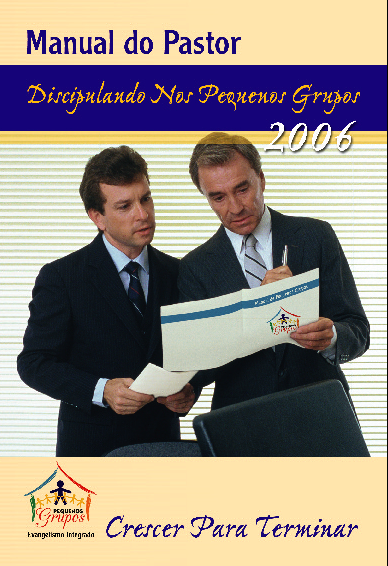 Manual do Pastor
Discipulando Nos Pequenos Grupos
2006
PEQUENOS
Grupos
Evangelismo Integrado
Crescer Para Terminar